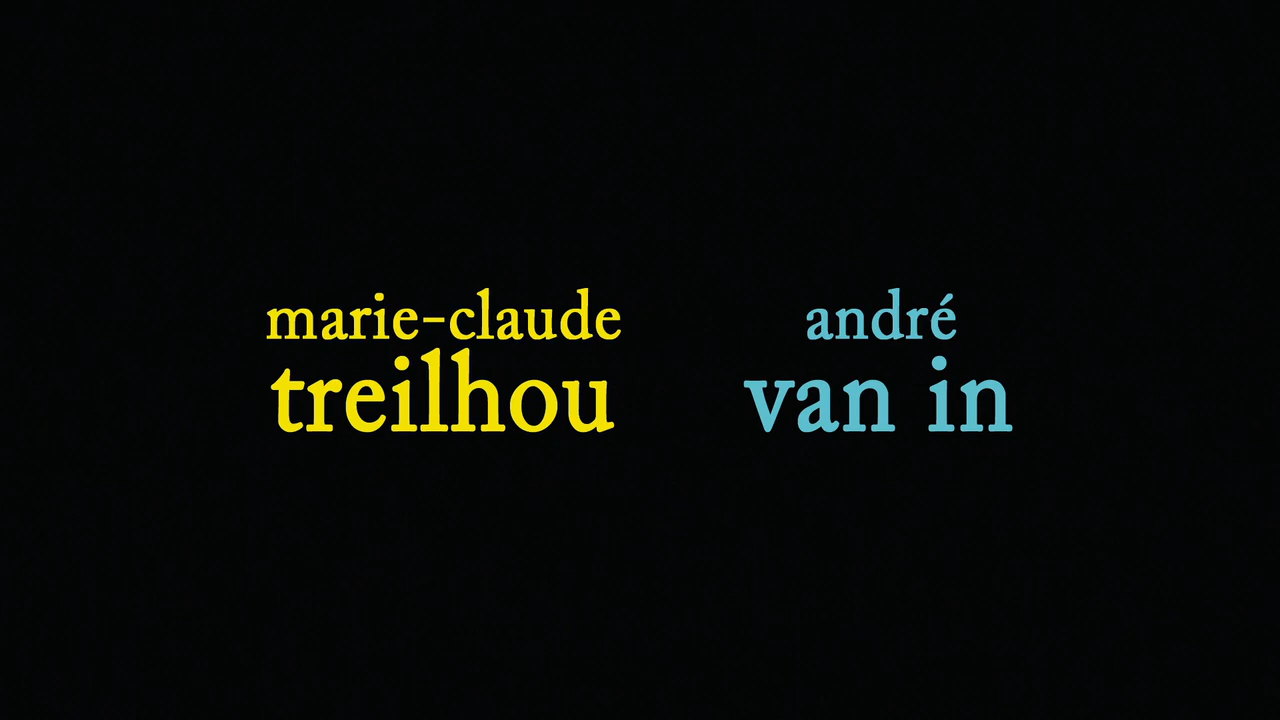 marie-claude
treilhou
andré
van in